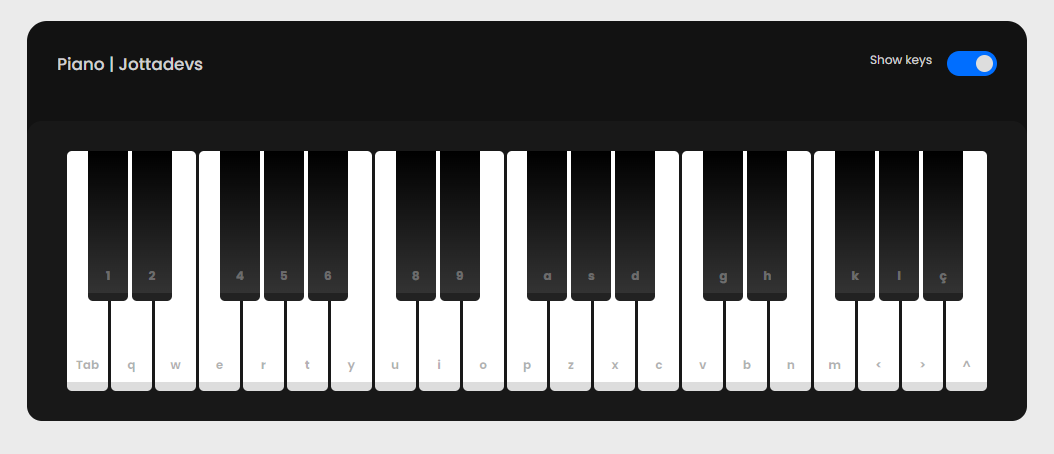 Piano | Jottadevs
Show keys
1 2 4 5 6 8 9 a s d g h k l ç
Tab q w e r t y u i o p z x c v b n m < > ^